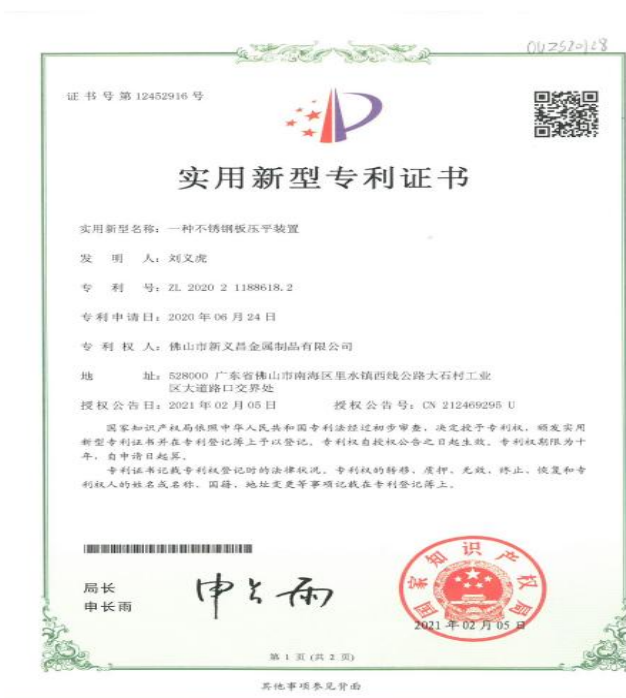 证书号第12452916号
实用新型专利证书
实用新型名称：一种不锈钢板压平装置
发明人：刘义虎
专利号：ZL 2020 2 1188618.2
专利申请日：2020年06月24日
专利权人：佛山市新义昌金属制品有限公司
地址：528000 广东省佛山市南海区里水镇西线公路大石村工业
区大道路口交界处
授权公告日：2021年02月05日 授权公告号：CN 212469295 U
国家知识产权局依照中华人民共和国专利法经过初步审查，决定授予专利权，颁发实用
新型专利证书并在专利登记簿上予以登记。专利权自授权公告之日起生效。专利权期限为十
年，自申请日起算。
专利证书记载专利权登记时的法律状况。专利权的转移、质押、无效、终止、恢复和专
利权人的姓名或名称、国籍、地址变更等事项记载在专利登记簿上。
局长
申长雨
申长雨
国家知识产权局
2021年02月05日
第 1 页 (共 2 页)
其他事项参见背面